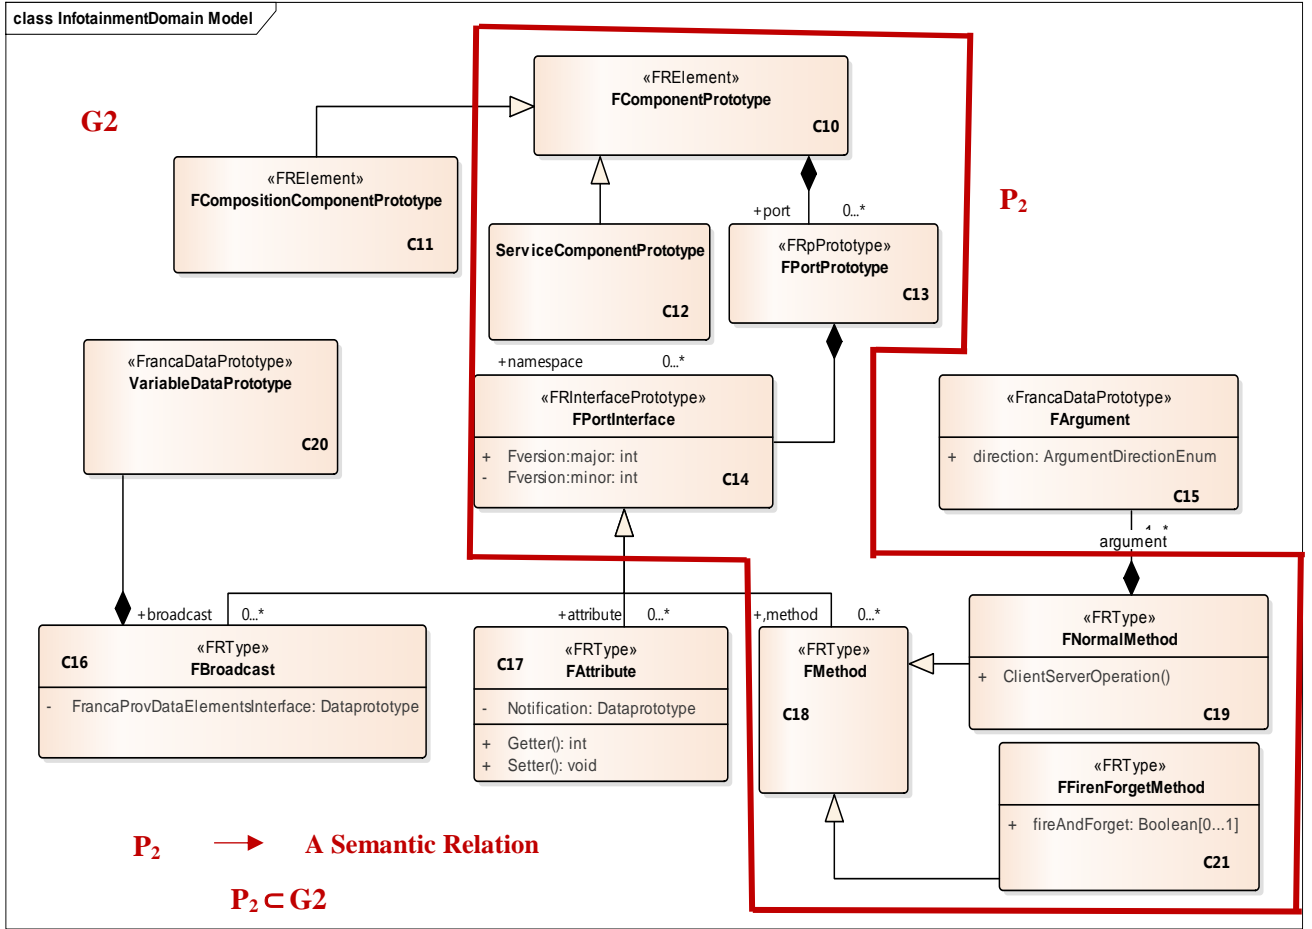 class InfotainmentDomain Model
«FRElement»
FComponentPrototype
C10
G2
«FRElement»
FCompositionComponentPrototype
C11
P2
+port 0...*
ServiceComponentPrototype
C12
«FRpPrototype»
FPortPrototype
C13
«FrancaDataPrototype»
VariableDataPrototype
C20
+namespace 0...*
«FRInterfacePrototype»
FPortInterface
+ Fversion:major: int
- Fversion:minor: int
C14
«FrancaDataPrototype»
FArgument
+ direction: ArgumentDirectionEnum
C15
argument
+broadcast 0...*
+attribute 0...*
+,method 0...*
«FRType»
C16
FBroadcast
- FrancaProvDataElementsInterface: Dataprototype
«FRType»
C17
FAttribute
- Notification: Dataprototype
+ Getter(): int
+ Setter(): void
«FRType»
FMethod
C18
«FRType»
FNormalMethod
+ ClientServerOperation()
C19
«FRType»
FFirenForgetMethod
+ fireAndForget: Boolean[0...1]
C21
P2 → A Semantic Relation
P2 ⊂ G2